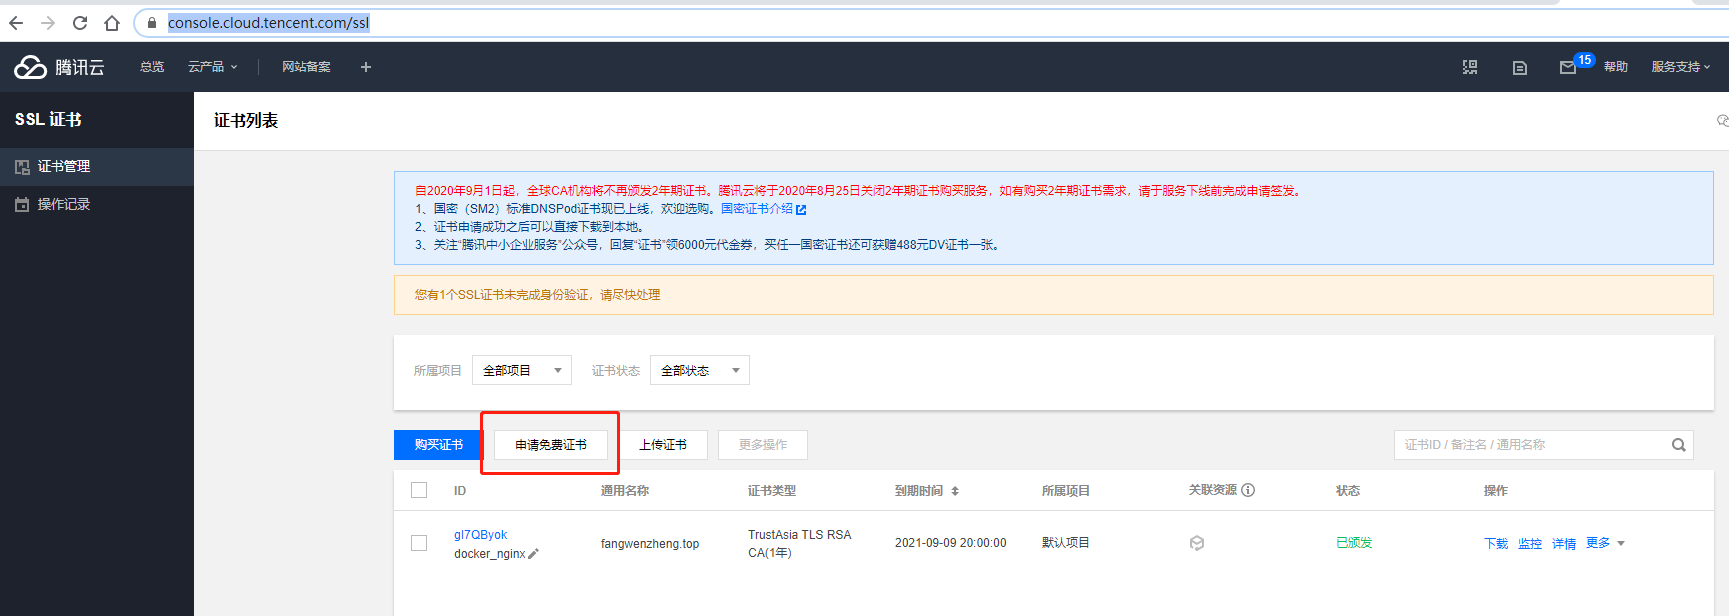 console.cloud.tencent.com/ssl
腾讯云
总览
云产品
网站备案
+
15
帮助
服务支持
SSL 证书
证书管理
操作记录
证书列表
自2020年9月1日起，全球CA机构将不再颁发2年期证书。腾讯云将于2020年8月25日关闭2年期证书购买服务，如有购买2年期证书需求，请于服务下线前完成申请签发。
1、国密（SM2）标准DNSPod证书现已上线，欢迎选购。国密证书介绍
2、证书申请成功之后可以直接下载到本地。
3、关注“腾讯中小企业服务”公众号，回复“证书”领6000元代金券，买任一国密证书还可获赠488元DV证书一张。
您有1个SSL证书未完成身份验证，请尽快处理
所属项目 全部项目 证书状态 全部状态
购买证书 申请免费证书 上传证书 更多操作 证书ID / 备注名 / 通用名称
ID 通用名称 证书类型 到期时间 所属项目 关联资源 状态 操作
gI7QByok
docker_nginx
fangwenzheng.top
TrustAsia TLS RSA
CA(1年)
2021-09-09 20:00:00
默认项目
已颁发
下载 监控 详情 更多